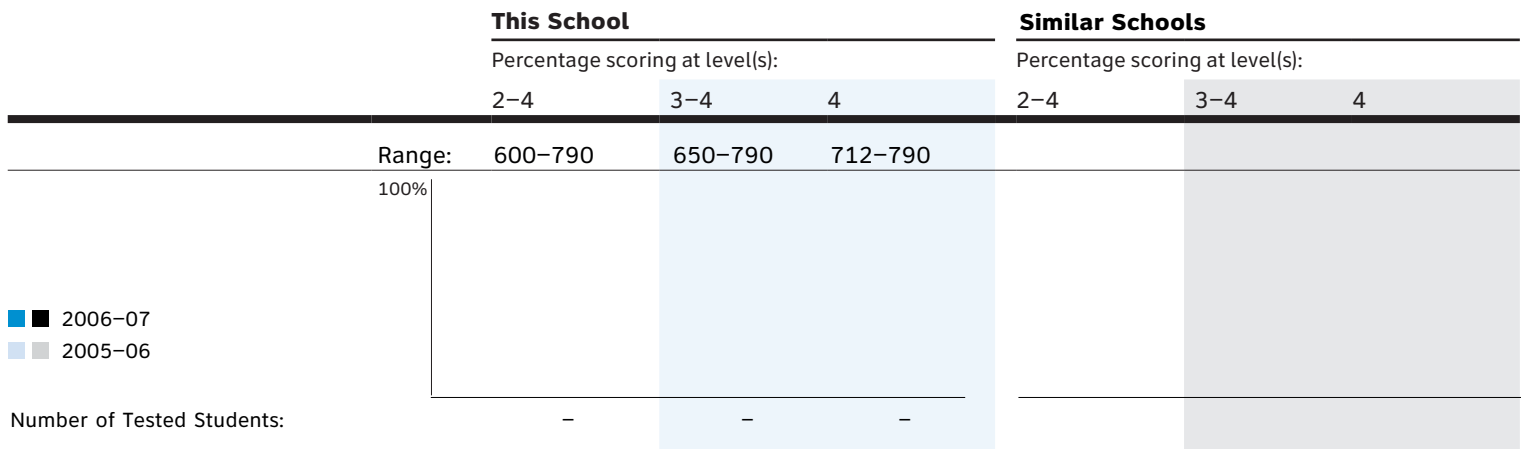 This School Similar Schools
Percentage scoring at level(s): Percentage scoring at level(s):
2–4 3–4 4 2–4 3–4 4
Range: 600–790 650–790 712–790
100%
2006–07
2005–06
Number of Tested Students: – – –